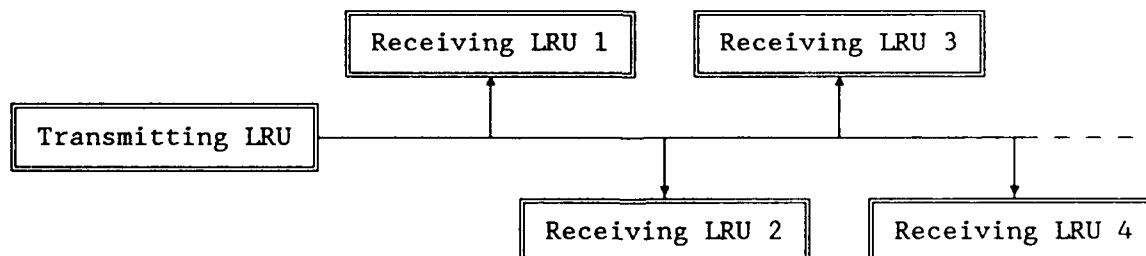 Receiving LRU 1
Receiving LRU 3
Transmitting LRU
Receiving LRU 2
Receiving LRU 4